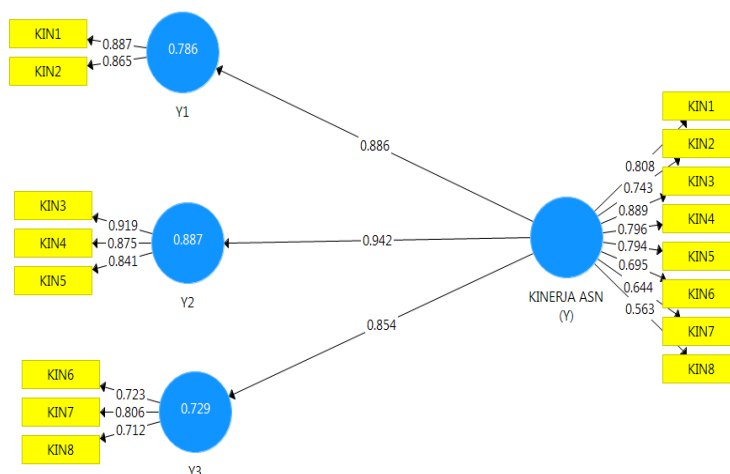 KIN1
0.887
0.786
KIN2
0.865
Y1
0.886
KIN3
0.919
KIN4
0.875
0.887
KIN5
0.841
Y2
0.942
KIN6
0.723
KIN7
0.806
0.729
KIN8
0.712
Y3
0.854
KINERJA ASN
(Y)
0.808
0.743
0.889
0.796
0.794
0.695
0.644
0.563
KIN1
KIN2
KIN3
KIN4
KIN5
KIN6
KIN7
KIN8